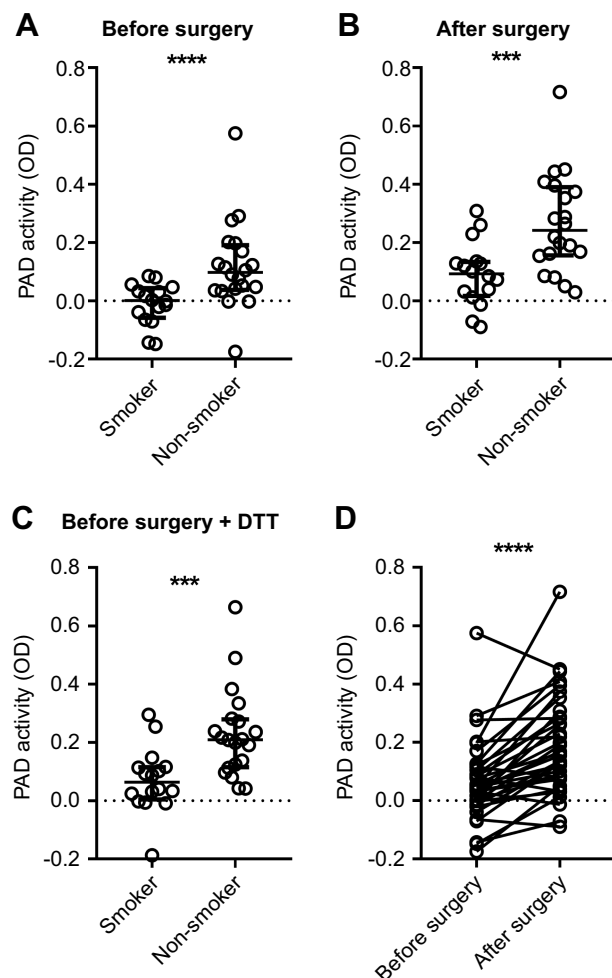 A
Before surgery
****
PAD activity (OD)
0.8
0.6
0.4
0.2
0.0
-0.2
Smoker
Non-smoker
B
After surgery
***
PAD activity (OD)
0.8
0.6
0.4
0.2
0.0
-0.2
Smoker
Non-smoker
C
Before surgery + DTT
***
PAD activity (OD)
0.8
0.6
0.4
0.2
0.0
-0.2
Smoker
Non-smoker
D
****
PAD activity (OD)
0.8
0.6
0.4
0.2
0.0
-0.2
Before surgery
After surgery